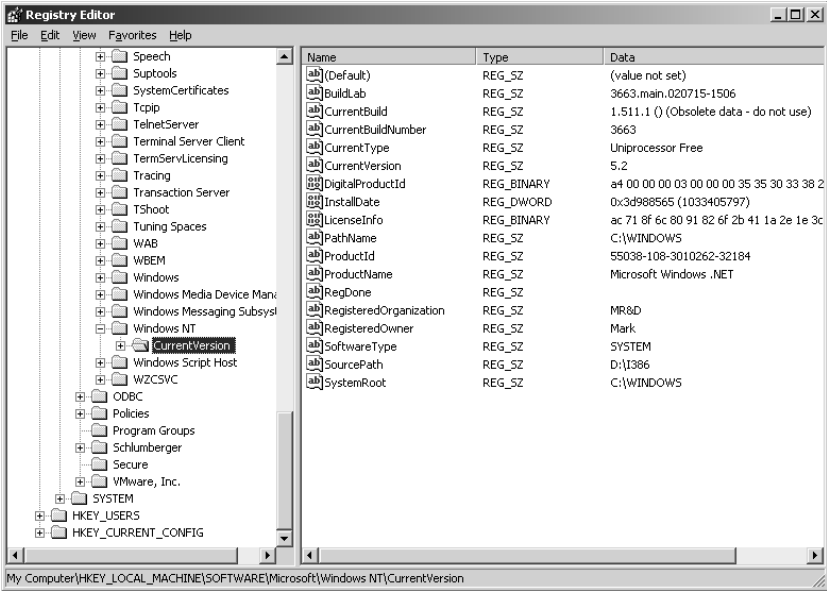 Registry Editor
File Edit View Favorites Help
Speech
Suptools
SystemCertificates
Tcpip
TelnetServer
Terminal Server Client
TermServLicensing
Tracing
Transaction Server
TShoot
Tuning Spaces
WAB
WBEM
Windows
Windows Media Device Mana
Windows Messaging Subsyst
Windows NT
CurrentVersion
Windows Script Host
WZCSVC
ODBC
Policies
Program Groups
Schlumberger
Secure
VMware, Inc.
SYSTEM
HKEY_USERS
HKEY_CURRENT_CONFIG
Name Type Data
(Default) REG_SZ (value not set)
BuildLab REG_SZ 3663.main.020715-1506
CurrentBuild REG_SZ 1.511.1 () (Obsolete data - do not use)
CurrentBuildNumber REG_SZ 3663
CurrentType REG_SZ Uniprocessor Free
CurrentVersion REG_SZ 5.2
DigitalProductId REG_BINARY a4 00 00 00 03 00 00 00 35 35 30 33 38 2
InstallDate REG_DWORD 0x3d988565 (1033405797)
LicenseInfo REG_BINARY ac 71 8f 6c 80 91 82 6f 2b 41 1a 2e 1e 3c
PathName REG_SZ C:\WINDOWS
ProductId REG_SZ 55038-108-3010262-32184
ProductName REG_SZ Microsoft Windows .NET
RegDone REG_SZ
RegisteredOrganization REG_SZ MR&D
RegisteredOwner REG_SZ Mark
SoftwareType REG_SZ SYSTEM
SourcePath REG_SZ D:\I386
SystemRoot REG_SZ C:\WINDOWS
My Computer\HKEY_LOCAL_MACHINE\SOFTWARE\Microsoft\Windows NT\CurrentVersion